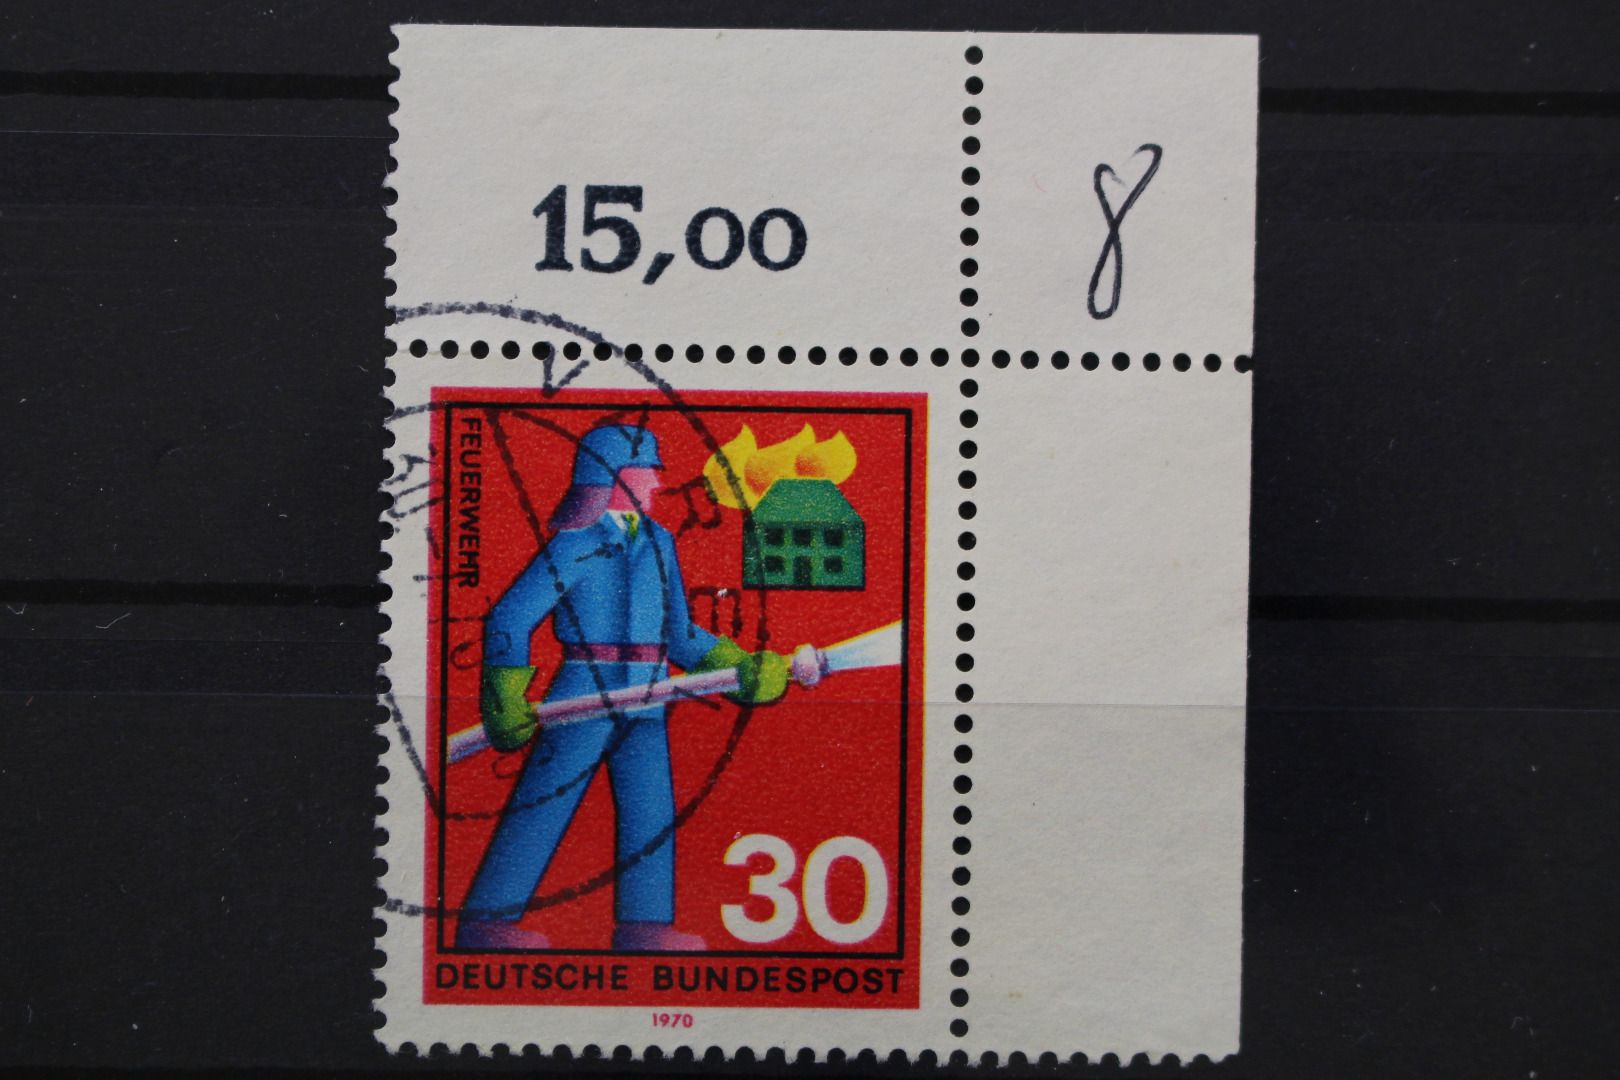 15,00
8
FEUERWEHR
30
DEUTSCHE BUNDESPOST
1970